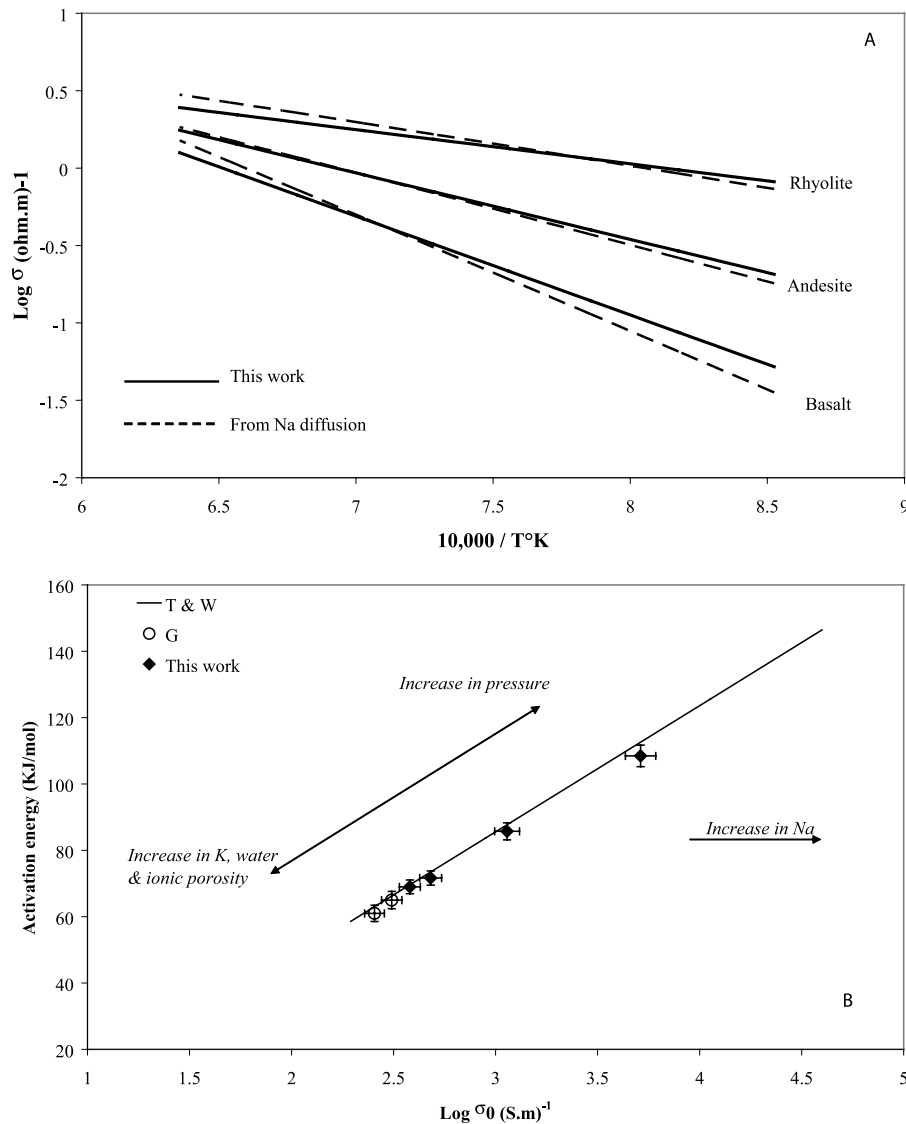 1
A
0.5
0
Rhyolite
-0.5
Andesite
-1
This work
-1.5
Basalt
From Na diffusion
-2
6
6.5
7
7.5
8
8.5
9
Log σ (ohm.m)-1
10,000 / T°K
160
T & W
G
140
This work
Increase in pressure
120
100
Increase in Na
80
Increase in K, water
& ionic porosity
60
40
B
20
1
1.5
2
2.5
3
3.5
4
4.5
5
Activation energy (KJ/mol)
Log σ0 (S.m)-1